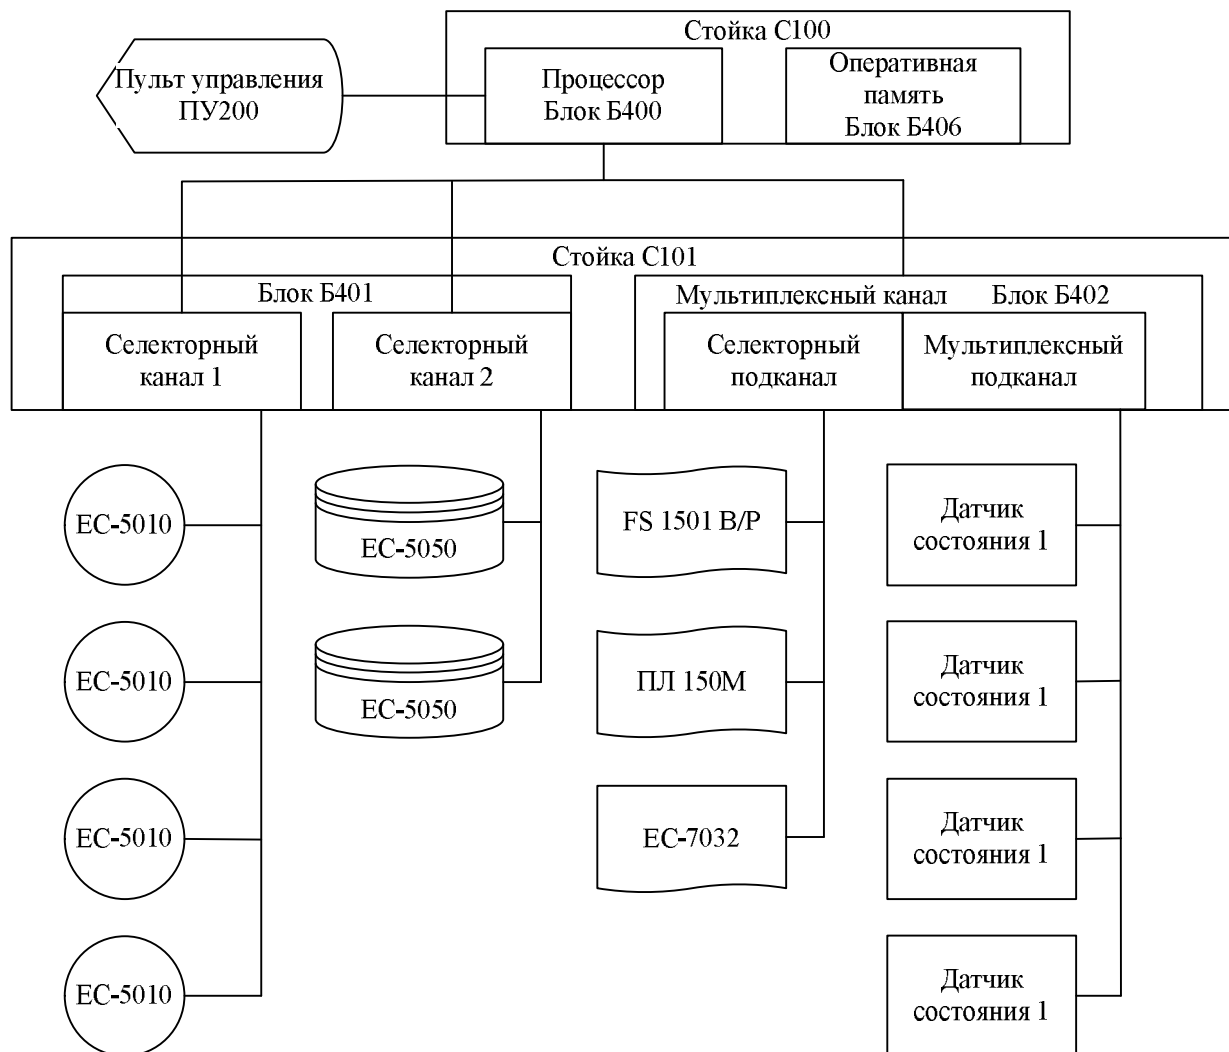 Стойка С100
Пульт управления
ПУ200
Процессор
Блок Б400
Оперативная
память
Блок Б406
Стойка С101
Блок Б401
Мультиплексный канал
Блок Б402
Селекторный
канал 1
Селекторный
канал 2
Селекторный
подканал
Мультиплексный
подканал
ЕС-5010
ЕС-5050
FS 1501 В/Р
Датчик
состояния 1
ЕС-5010
ЕС-5050
ПЛ 150М
Датчик
состояния 1
ЕС-5010
ЕС-7032
Датчик
состояния 1
ЕС-5010
Датчик
состояния 1